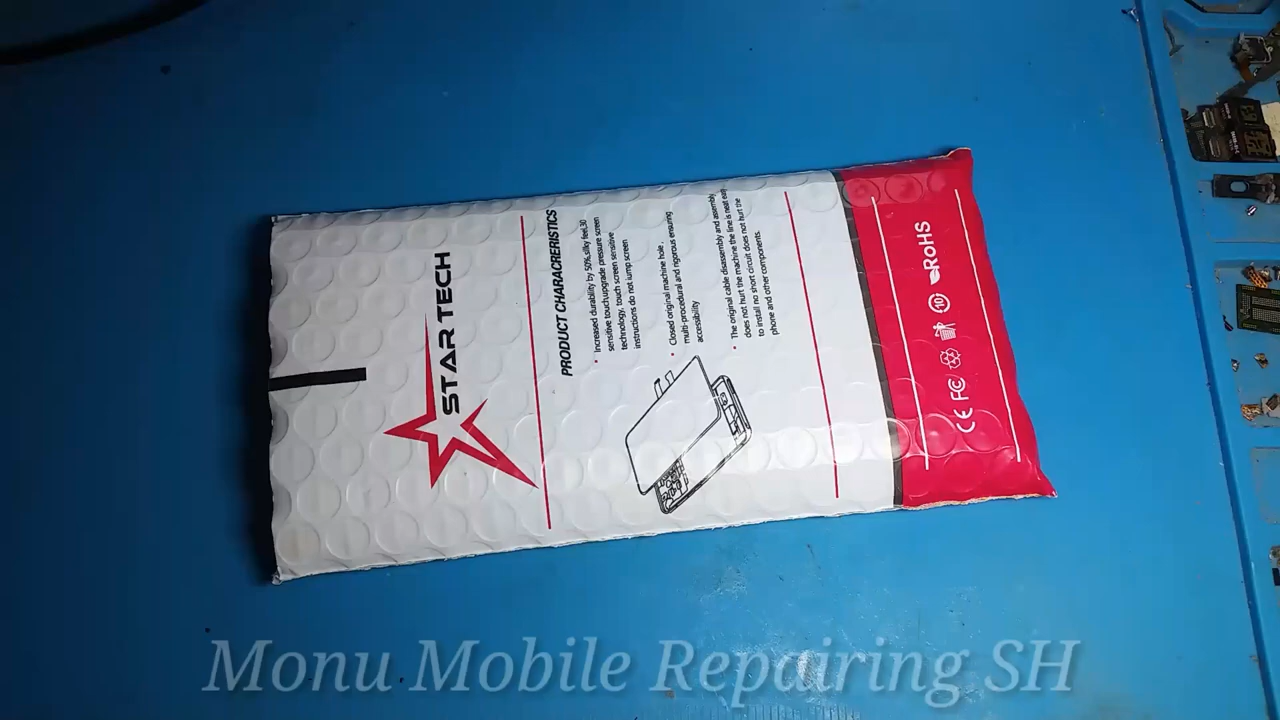 STAR TECH
PRODUCT CHARACRERISTICS
• Increased durability by 50%,silky feel,30
sensitive touch upgrade pressure screen
technology, touch screen sensitive
instructions do not jump screen
• Closed original machine hole ,
multi-procedural and rigorous ensuring
accessibility
• The original cable disassembly and assembly
does not hurt the machine the line is neat easy
to install no short circuit does not hurt the
phone and other components.
CE FC 10 RoHS
Monu Mobile Repairing SH